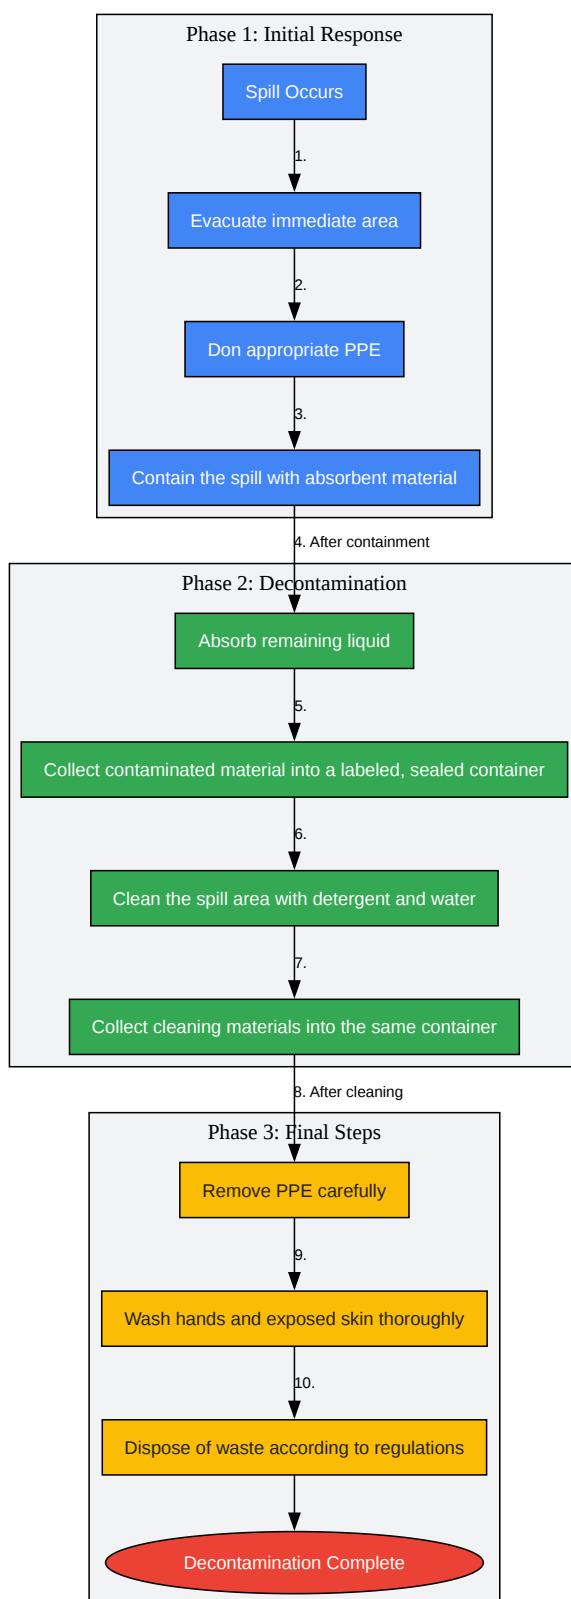 Phase 1: Initial Response
Spill Occurs
1.
Evacuate immediate area
2.
Don appropriate PPE
3.
Contain the spill with absorbent material
4. After containment
Phase 2: Decontamination
Absorb remaining liquid
5.
Collect contaminated material into a labeled, sealed container
6.
Clean the spill area with detergent and water
7.
Collect cleaning materials into the same container
8. After cleaning
Phase 3: Final Steps
Remove PPE carefully
9.
Wash hands and exposed skin thoroughly
10.
Dispose of waste according to regulations
Decontamination Complete